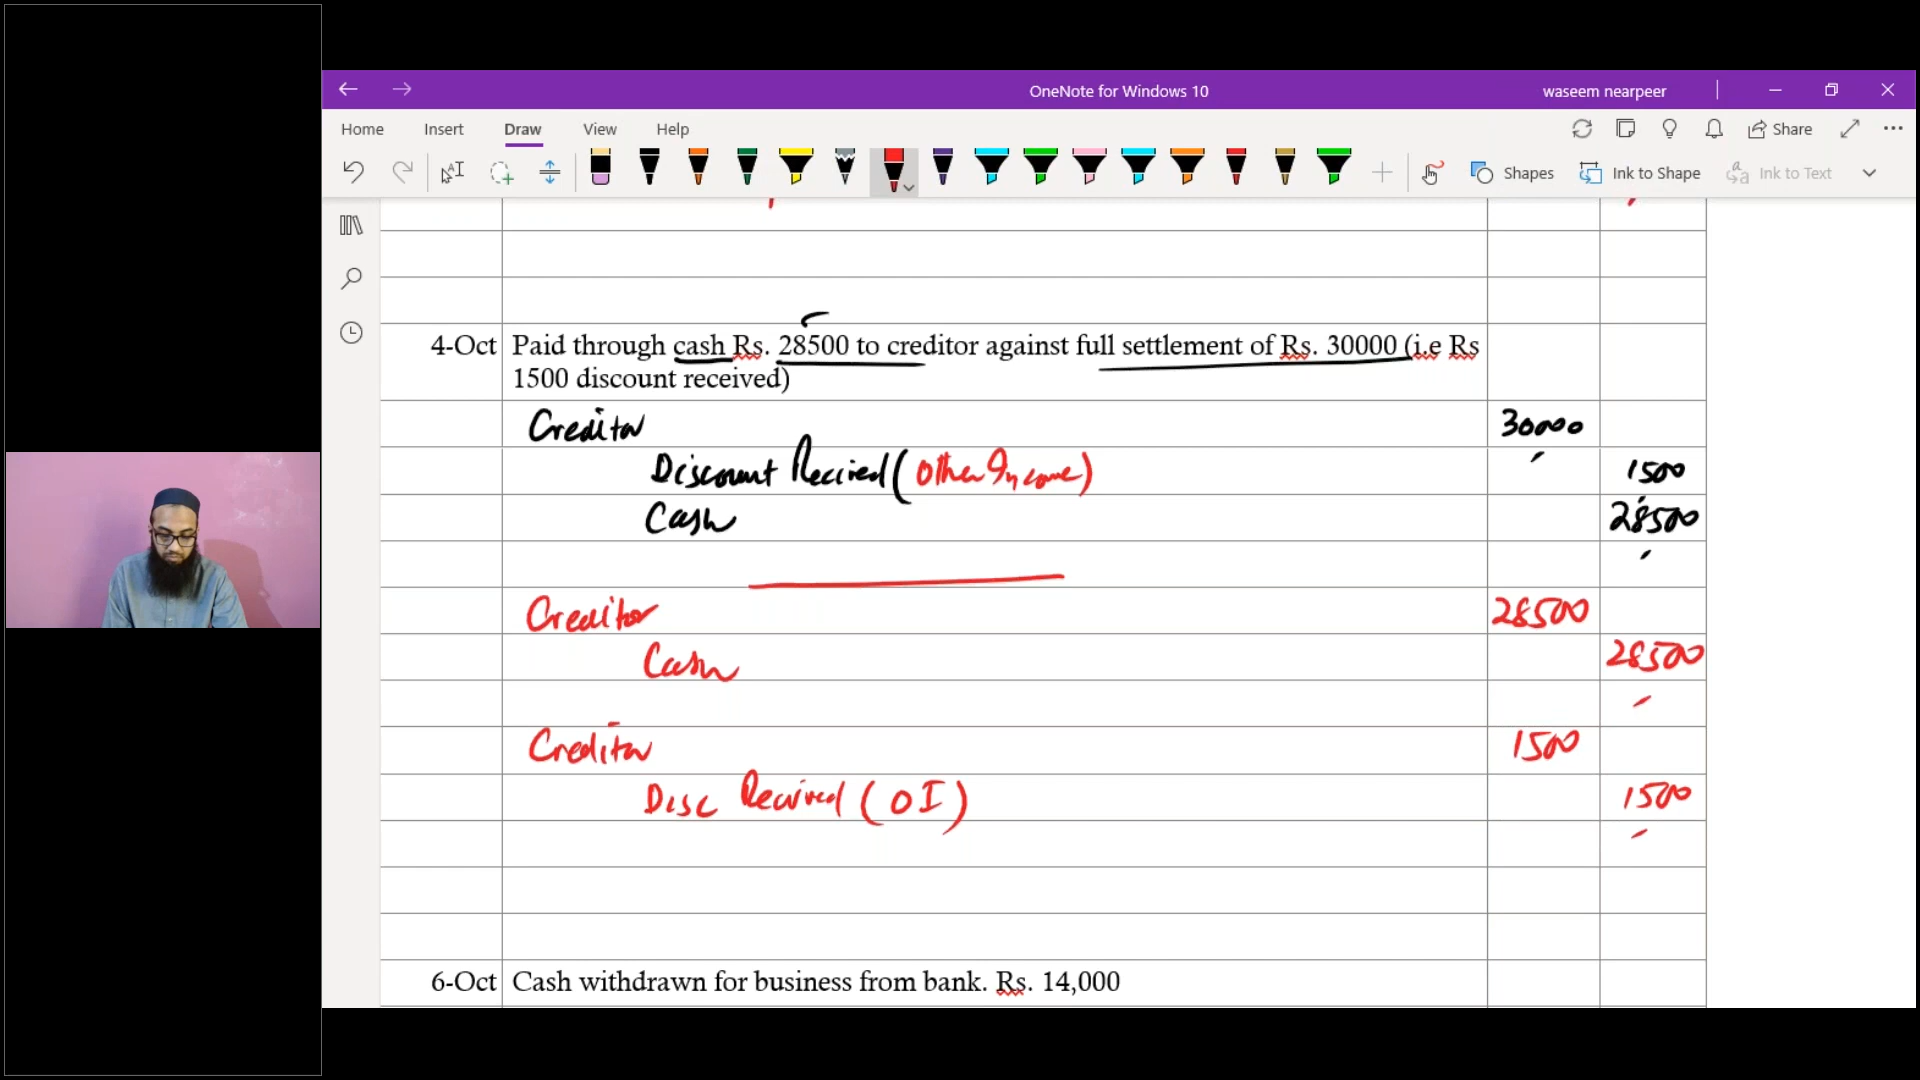 OneNote for Windows 10
waseem nearpeer
Home Insert Draw View Help
Share
Shapes Ink to Shape Ink to Text
4-Oct Paid through cash Rs. 28500 to creditor against full settlement of Rs. 30000 (i.e Rs
1500 discount received)
Creditor 30000
Discount Received (Other Income) 1500
Cash 28500
Creditor 28500
Cash 28500
Creditor 1500
Disc Received (OI) 1500
6-Oct Cash withdrawn for business from bank. Rs. 14,000